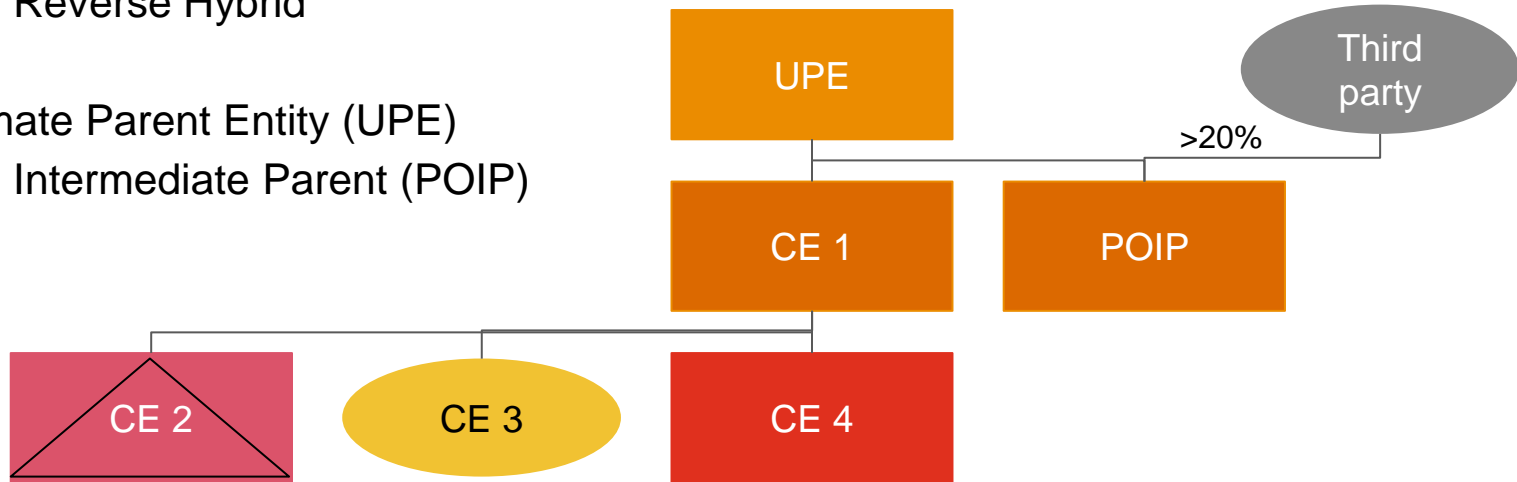 Reverse Hybrid
UPE
Third
party
mate Parent Entity (UPE)
>20%
Intermediate Parent (POIP)
CE 1
POIP
CE 2
CE 3
CE 4